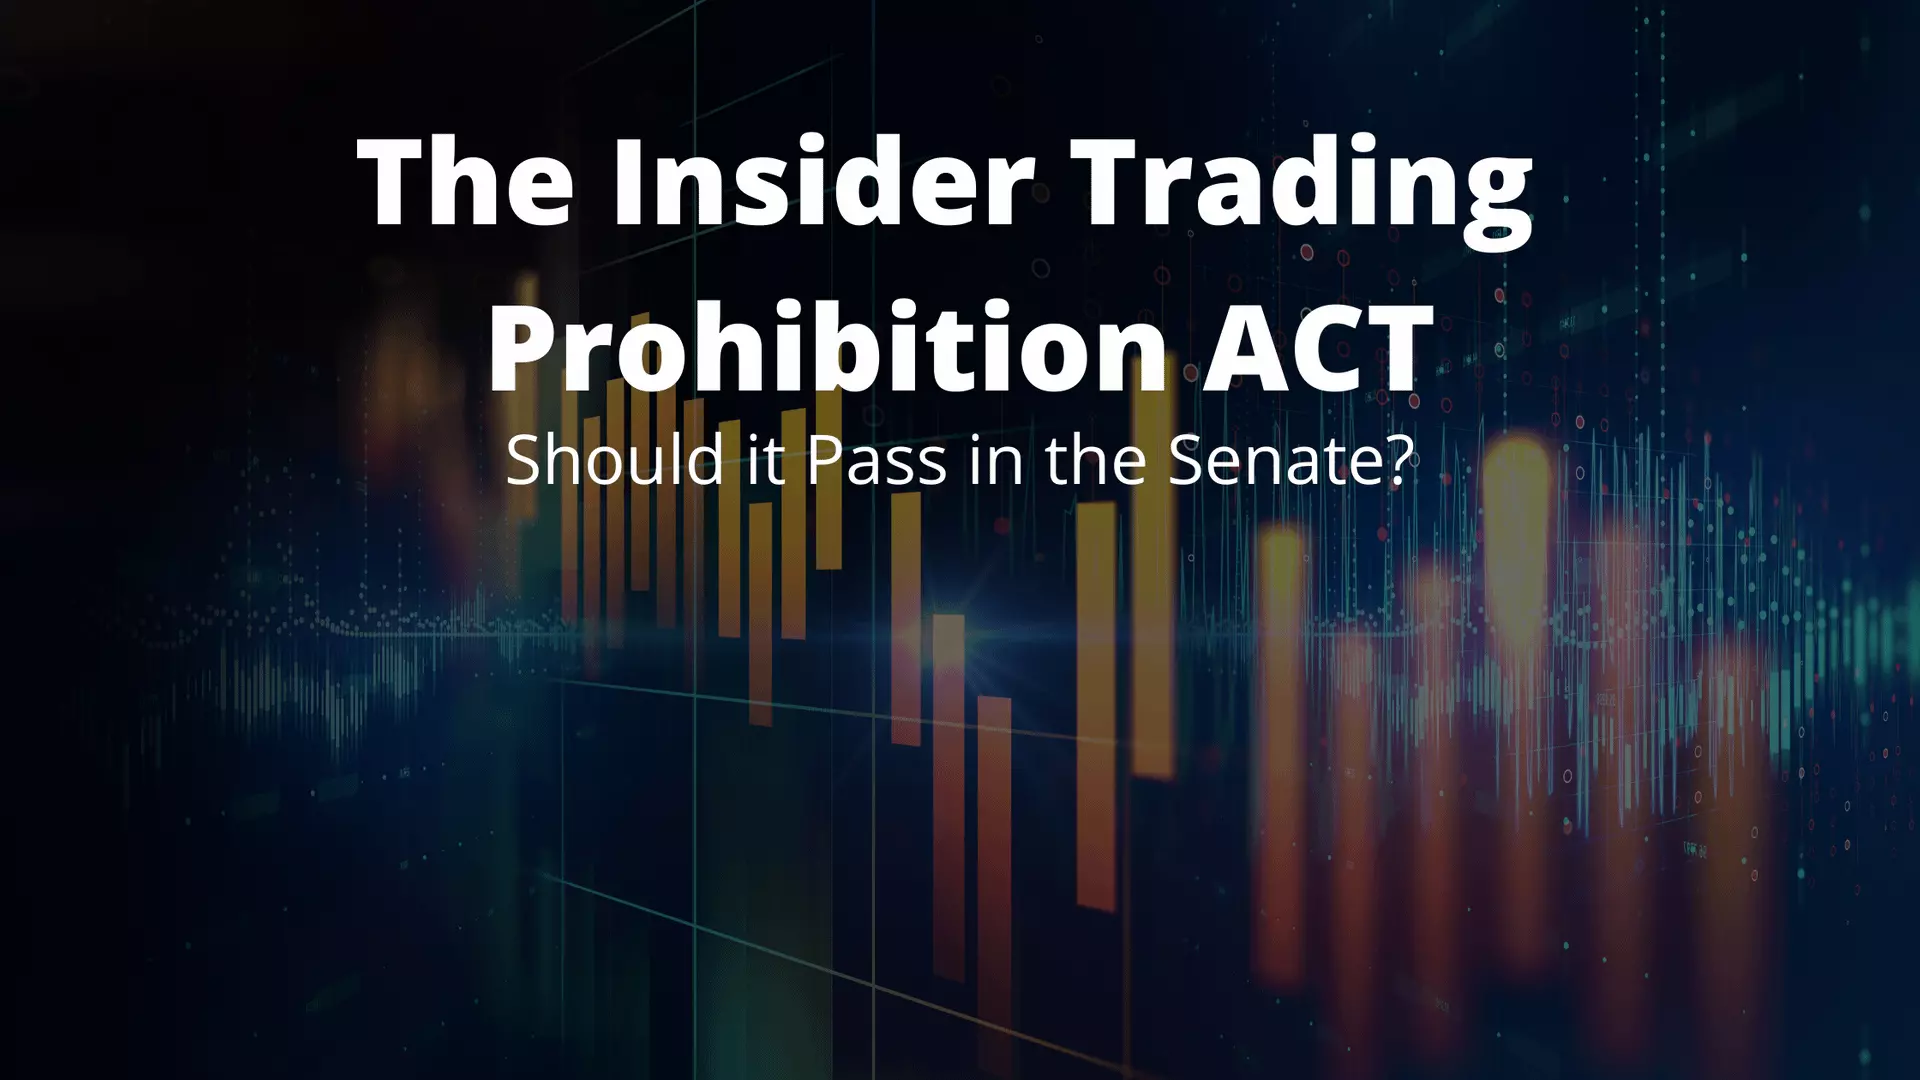 The Insider Trading
Prohibition ACT
Should it Pass in the Senate?